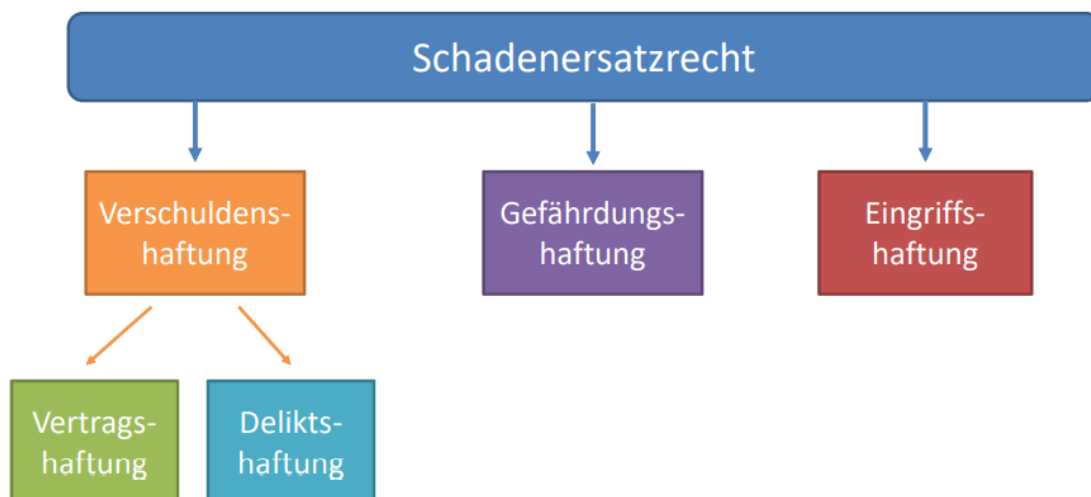 Schadenersatzrecht
Verschuldens-
haftung
Gefährdungs-
haftung
Eingriffs-
haftung
Vertrags-
haftung
Delikts-
haftung